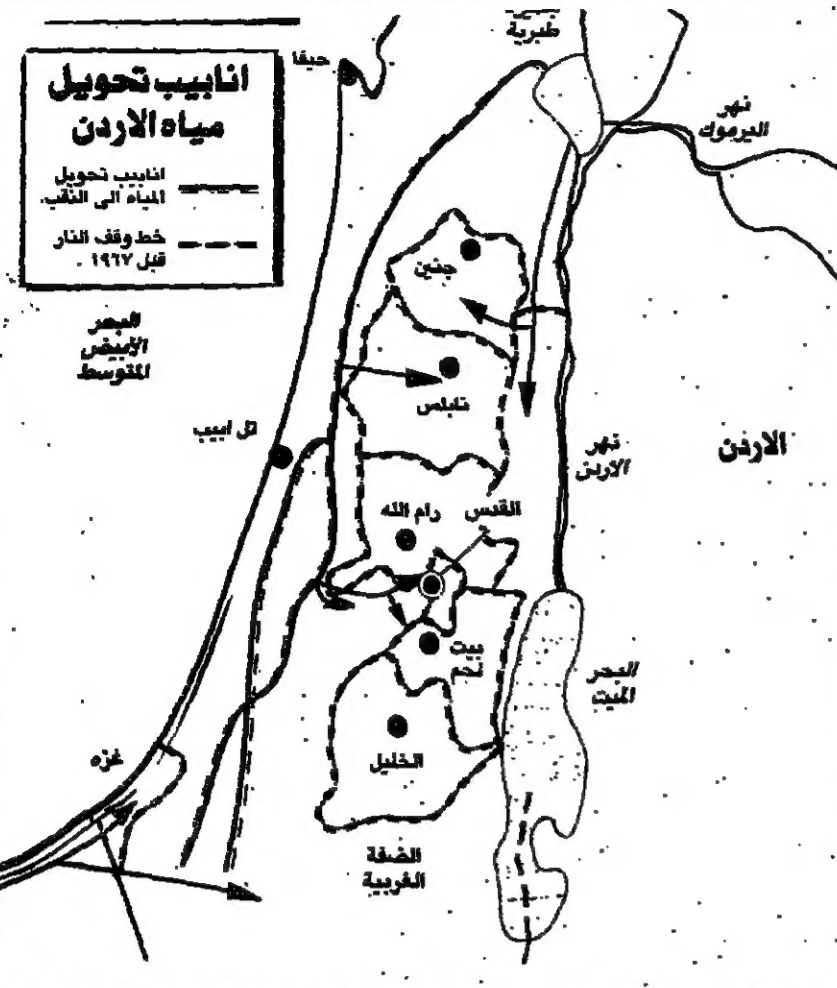 انابيب تحويل
مياه الاردن
انابيب تحويل
المياه الى النقب.
خط وقف النار
قبل ١٩٦٧ .
حيفا
طبرية
نهر
اليرموك
جنين
البحر
الأبيض
المتوسط
نابلس
تل ابيب
نهر
الاردن
الاردن
رام الله
القدس
بيت
لحم
البحر
الميت
الخليل
غزه
الضفة
الغربية